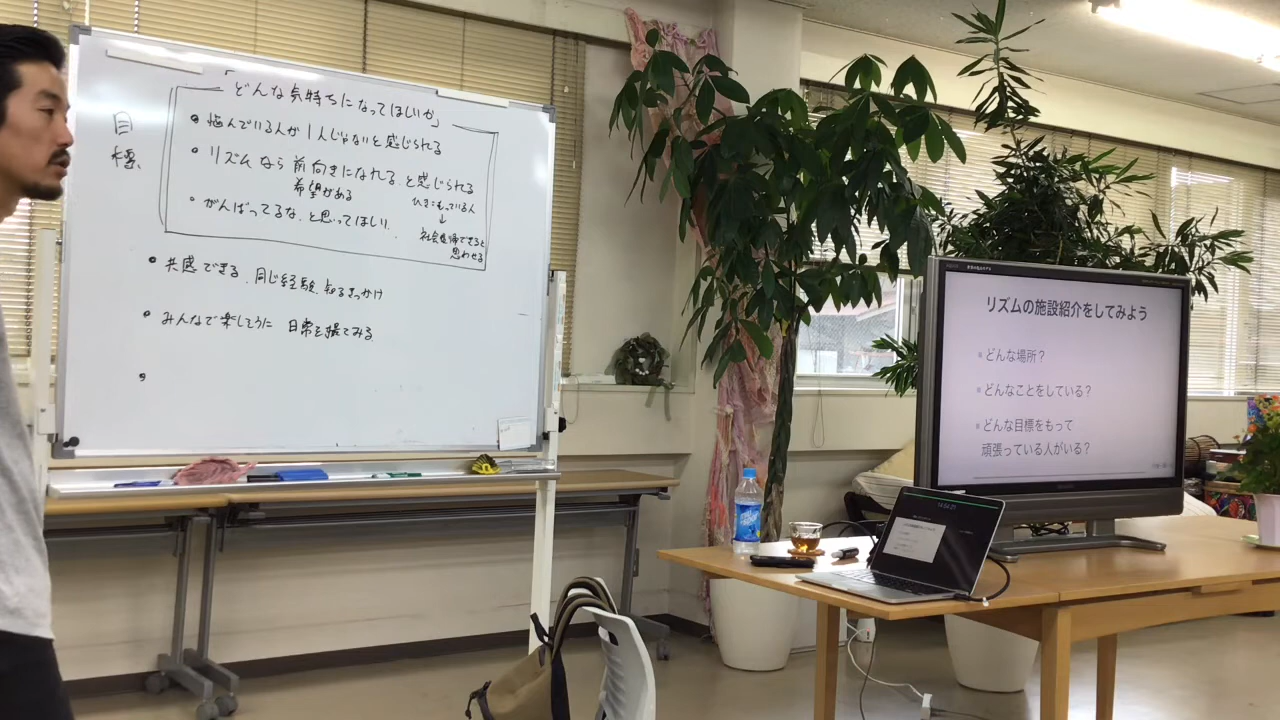 目標
「どんな気持ちになってほしいか」
• 悩んでいる人が1人じゃないと感じられる
• リズムなら前向きになれる、と感じられる
希望がある
ひきこもっている人
↓
社会復帰できると
思わせる
• がんばってるな、と思ってほしい
• 共感できる、同じ経験、知るきっかけ
• みんなで楽しそうに 日常を撮ってみる
リズムの施設紹介をしてみよう
どんな場所？
どんなことをしている？
どんな目標をもって
頑張っている人がいる？